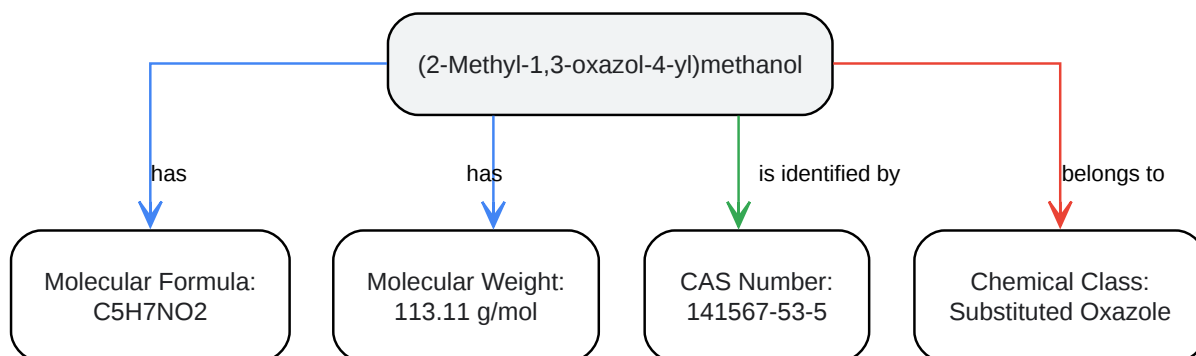 (2-Methyl-1,3-oxazol-4-yl)methanol
has
has
is identified by
belongs to
Molecular Formula:
C5H7NO2
Molecular Weight:
113.11 g/mol
CAS Number:
141567-53-5
Chemical Class:
Substituted Oxazole